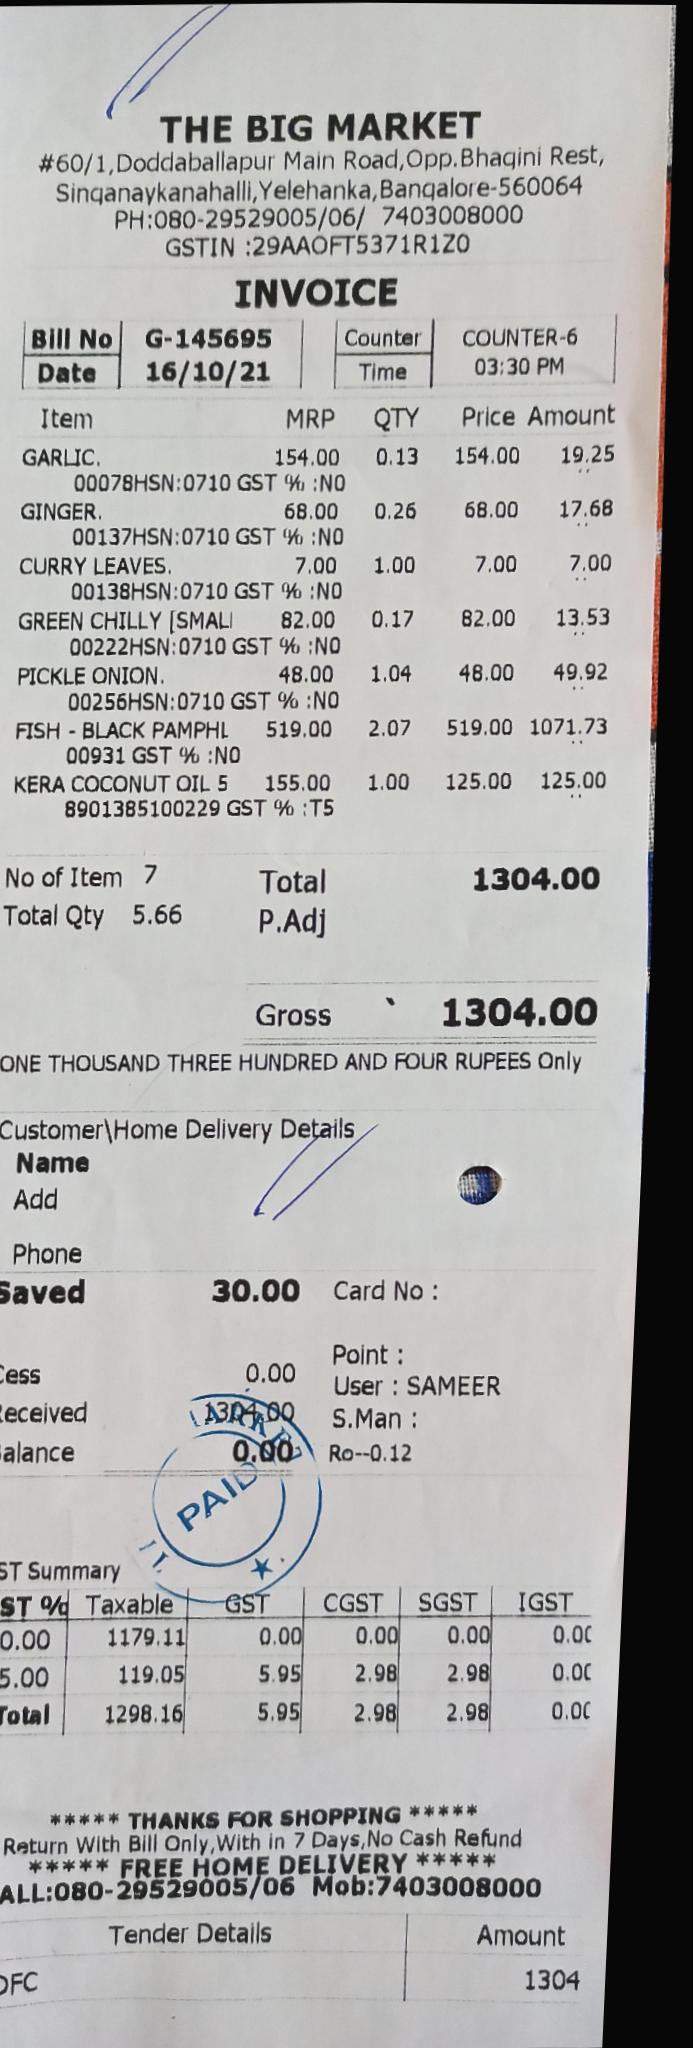 THE BIG MARKET
#60/1,Doddaballapur Main Road,Opp.Bhagini Rest,
Singanaykanahalli,Yelehanka,Bangalore-560064
PH:080-29529005/06/ 7403008000
GSTIN :29AAOFT5371R1Z0
INVOICE
Bill No G-145695 Counter COUNTER-6
Date 16/10/21 Time 03:30 PM
Item MRP QTY Price Amount
GARLIC. 154.00 0.13 154.00 19.25
00078HSN:0710 GST % :N0
GINGER. 68.00 0.26 68.00 17.68
00137HSN:0710 GST % :N0
CURRY LEAVES. 7.00 1.00 7.00 7.00
00138HSN:0710 GST % :N0
GREEN CHILLY [SMALL 82.00 0.17 82.00 13.53
00222HSN:0710 GST % :N0
PICKLE ONION. 48.00 1.04 48.00 49.92
00256HSN:0710 GST % :N0
FISH - BLACK PAMPHL 519.00 2.07 519.00 1071.73
00931 GST % :N0
KERA COCONUT OIL 5 155.00 1.00 125.00 125.00
8901385100229 GST % :T5
No of Item 7 Total 1304.00
Total Qty 5.66 P.Adj
Gross ` 1304.00
ONE THOUSAND THREE HUNDRED AND FOUR RUPEES Only
Customer\Home Delivery Details
Name
Add
Phone
Saved 30.00 Card No :
Point :
Cess 0.00
User : SAMEER
Received 1304.00 S.Man :
Balance 0.00 Ro--0.12
PAID
ST Summary
ST % Taxable GST CGST SGST IGST
0.00 1179.11 0.00 0.00 0.00 0.00
5.00 119.05 5.95 2.98 2.98 0.00
Total 1298.16 5.95 2.98 2.98 0.00
***** THANKS FOR SHOPPING *****
Return With Bill Only,With in 7 Days,No Cash Refund
***** FREE HOME DELIVERY *****
ALL:080-29529005/06 Mob:7403008000
Tender Details Amount
DFC 1304